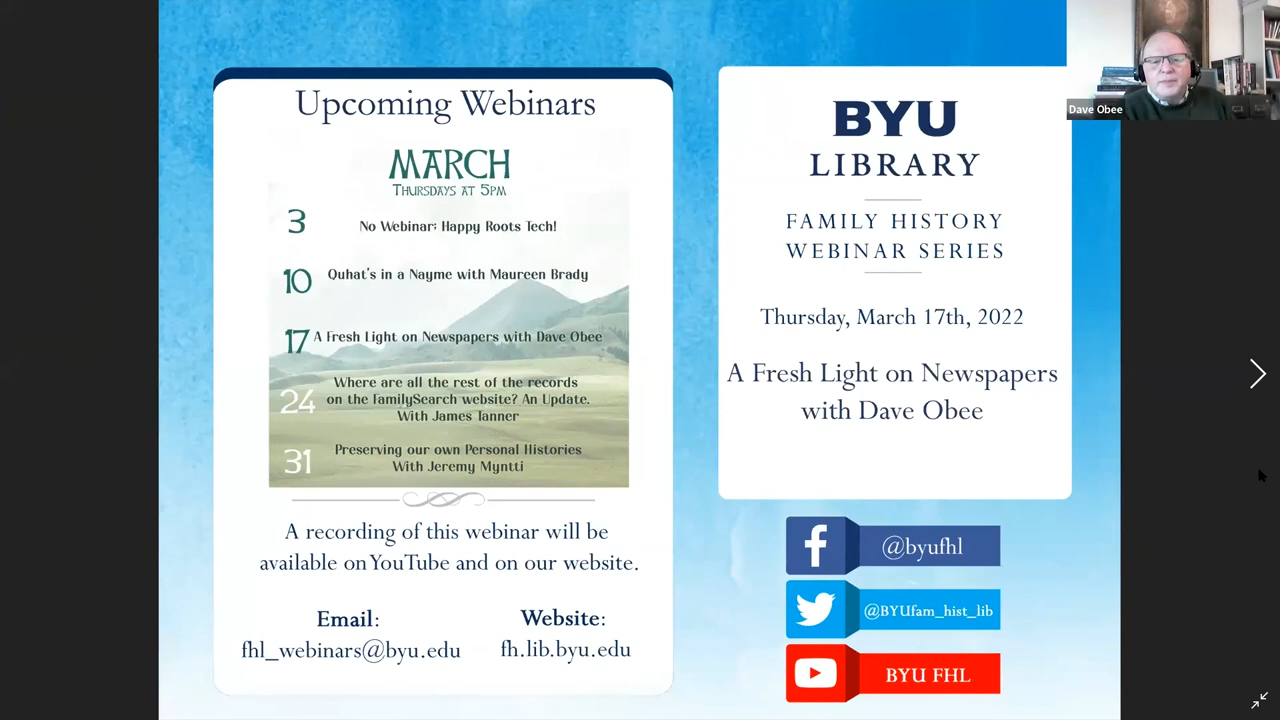 Upcoming Webinars
MARCH
THURSDAYS AT 5PM
3 No Webinar: Happy Roots Tech!
10 Quhat's in a Nayme with Maureen Brady
17 A Fresh Light on Newspapers with Dave Obee
Where are all the rest of the records
24 on the FamilySearch website? An Update.
With James Tanner
Preserving our own Personal Histories
31 With Jeremy Myntti
A recording of this webinar will be
available on YouTube and on our website.
Email:
fhl_webinars@byu.edu
Website:
fh.lib.byu.edu
BYU
LIBRARY
FAMILY HISTORY
WEBINAR SERIES
Thursday, March 17th, 2022
A Fresh Light on Newspapers
with Dave Obee
@byufhl
@BYUfam_hist_lib
BYU FHL
Dave Obee